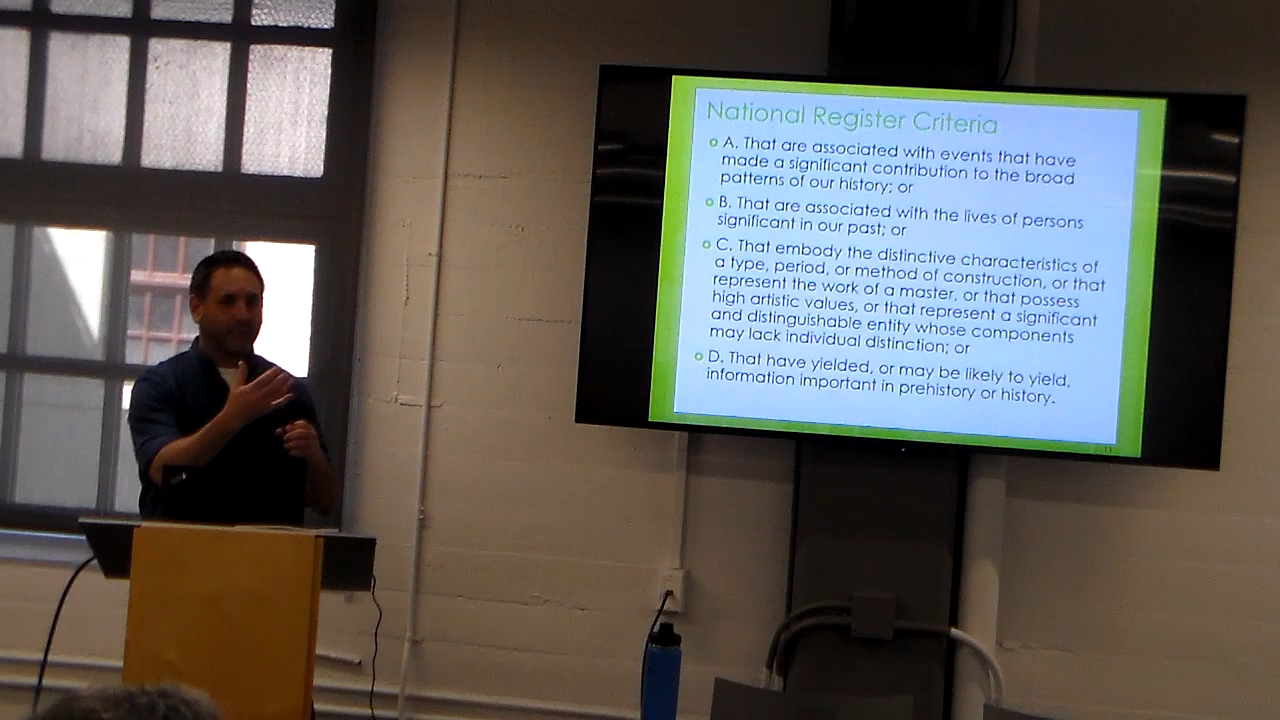 National Register Criteria
A. That are associated with events that have
made a significant contribution to the broad
patterns of our history; or
B. That are associated with the lives of persons
significant in our past; or
C. That embody the distinctive characteristics of
a type, period, or method of construction, or that
represent the work of a master, or that possess
high artistic values, or that represent a significant
and distinguishable entity whose components
may lack individual distinction; or
D. That have yielded, or may be likely to yield,
information important in prehistory or history.
11